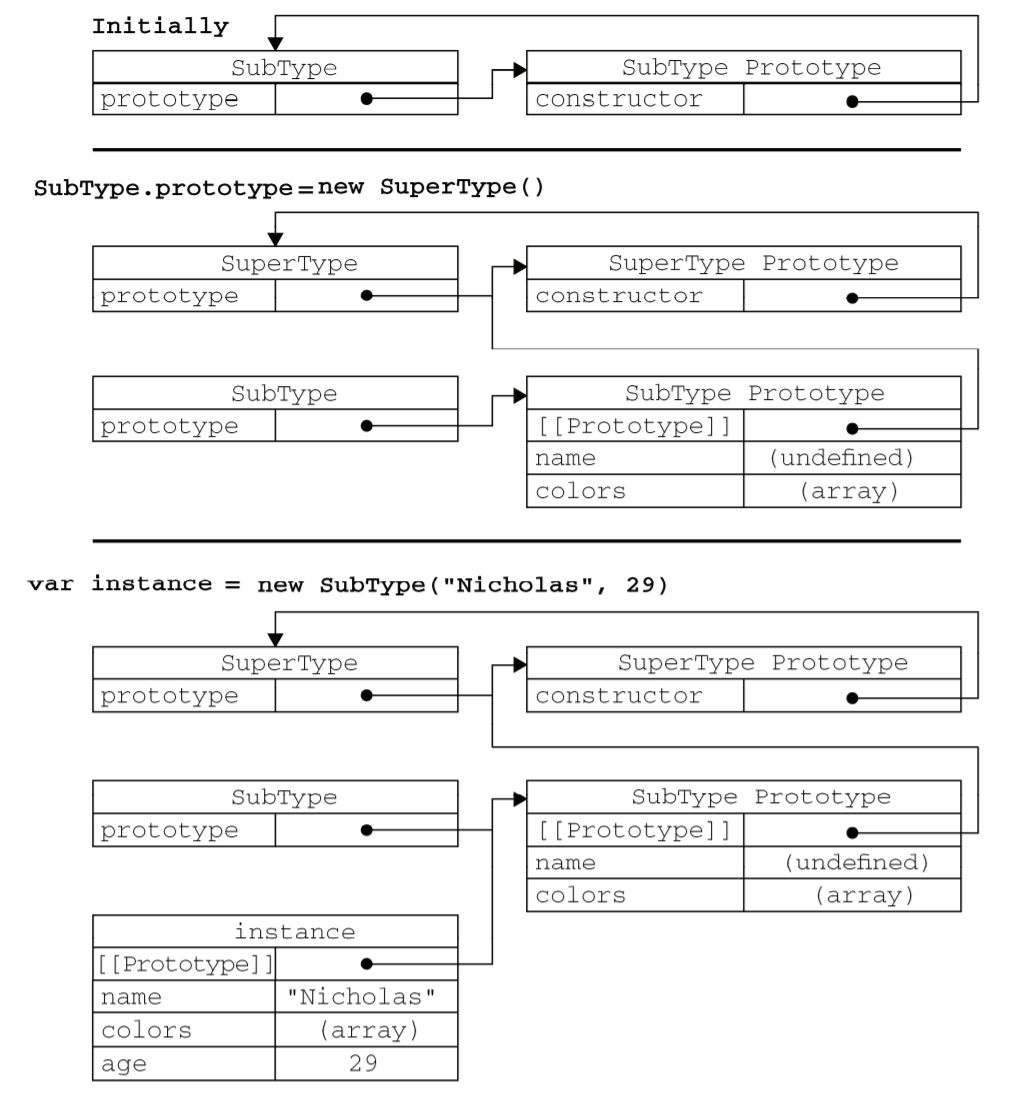 Initially
SubType
SubType Prototype
prototype
constructor
SubType.prototype=new SuperType()
SuperType
SuperType Prototype
prototype
constructor
SubType
SubType Prototype
prototype
[[Prototype]]
name
(undefined)
colors
(array)
var instance = new SubType("Nicholas", 29)
SuperType
SuperType Prototype
prototype
constructor
SubType
SubType Prototype
prototype
[[Prototype]]
name
(undefined)
colors
(array)
instance
[[Prototype]]
name
"Nicholas"
colors
(array)
age
29